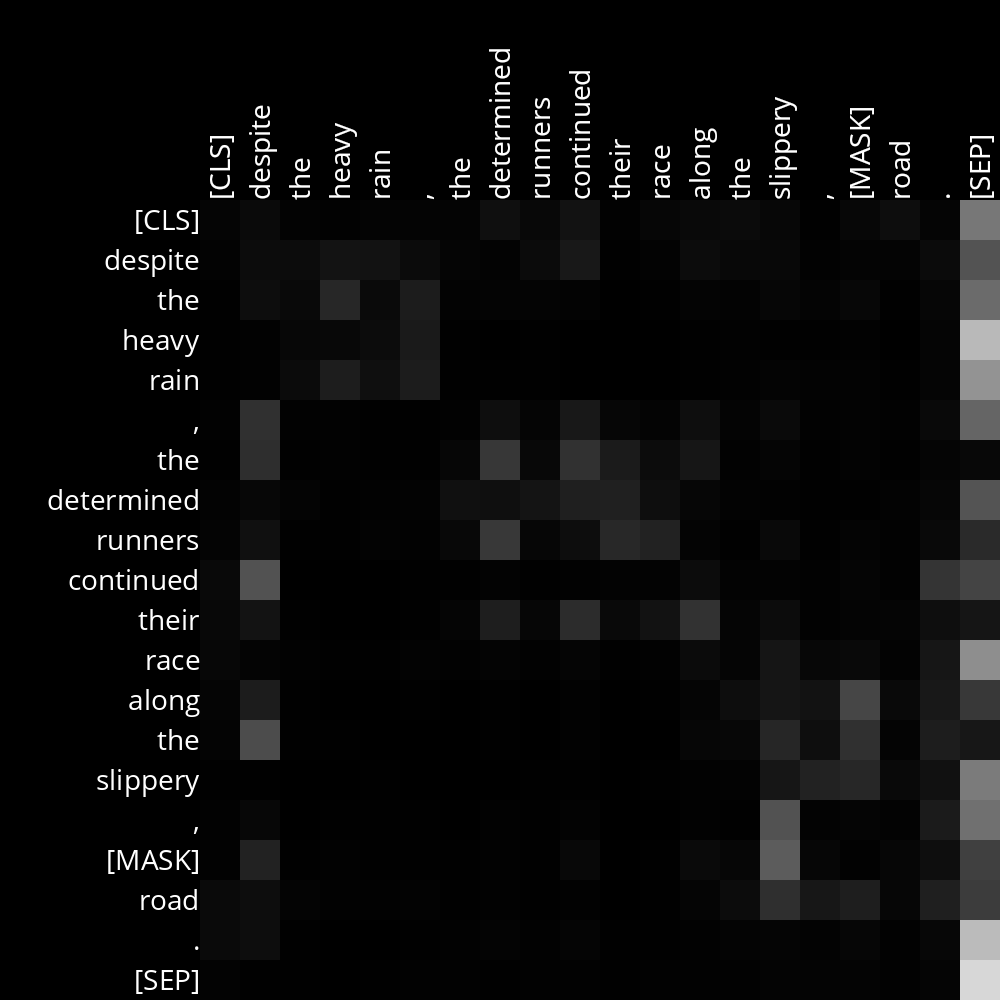 [CLS] despite the heavy rain , the determined runners continued their race along the slippery , [MASK] road . [SEP]
[CLS]
despite
the
heavy
rain
,
the
determined
runners
continued
their
race
along
the
slippery
,
[MASK]
road
.
[SEP]